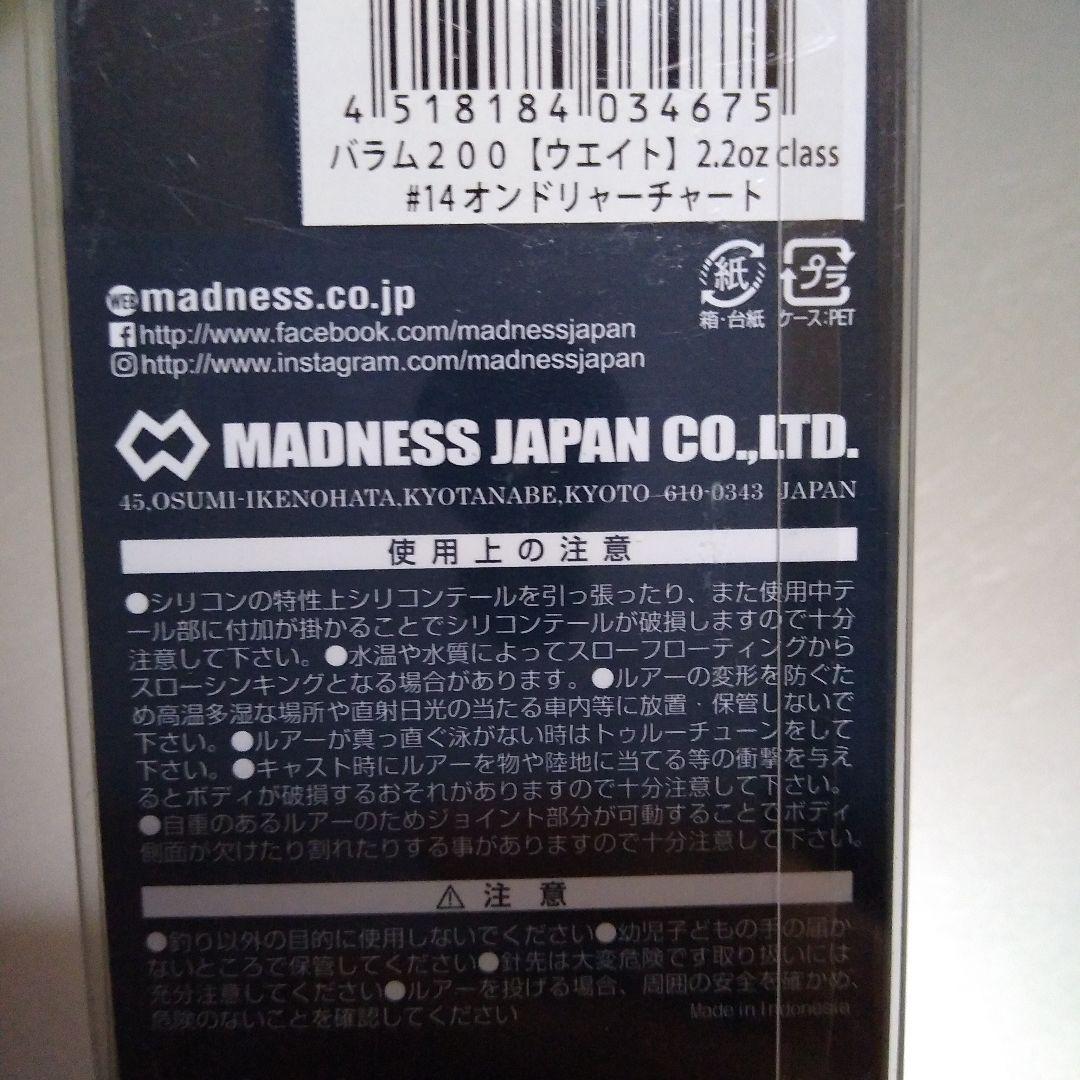 4 518184 034675
バラム200【ウエイト】2.2oz class
#14オンドリャーチャート
紙
プラ
箱・台紙 ケース:PET
WEB madness.co.jp
http://www.facebook.com/madnessjapan
http://www.instagram.com/madnessjapan
MADNESS JAPAN CO.,LTD.
45,OSUMI-IKENOHATA,KYOTANABE,KYOTO 610-0343 JAPAN
使用上の注意
●シリコンの特性上シリコンテールを引っ張ったり、また使用中テ
ール部に付加が掛かることでシリコンテールが破損しますので十分
注意して下さい。●水温や水質によってスローフローティングから
スローシンキングとなる場合があります。●ルアーの変形を防ぐた
め高温多湿な場所や直射日光の当たる車内等に放置・保管しないで
下さい。●ルアーが真っ直ぐ泳がない時はトゥルーチューンをして
下さい。●キャスト時にルアーを物や陸地に当てる等の衝撃を与え
るとボディが破損するおそれがありますので十分注意して下さい。
●自重のあるルアーのためジョイント部分が可動することでボディ
側面が欠けたり割れたりする事がありますので十分注意して下さい。
⚠注意
●釣り以外の目的に使用しないでください●幼児子どもの手の届か
ないところで保管してください●針先は大変危険です取り扱いには
充分注意してください●ルアーを投げる場合、周囲の安全を確かめ、
危険のないことを確認してください
Made in Indonesia